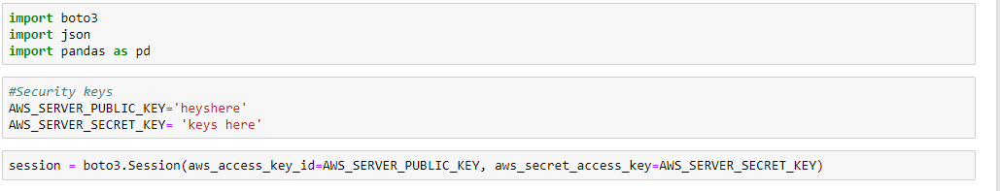 import boto3
import json
import pandas as pd
#Security keys
AWS_SERVER_PUBLIC_KEY='heyshere'
AWS_SERVER_SECRET_KEY= 'keys here'
session = boto3.Session(aws_access_key_id=AWS_SERVER_PUBLIC_KEY, aws_secret_access_key=AWS_SERVER_SECRET_KEY)